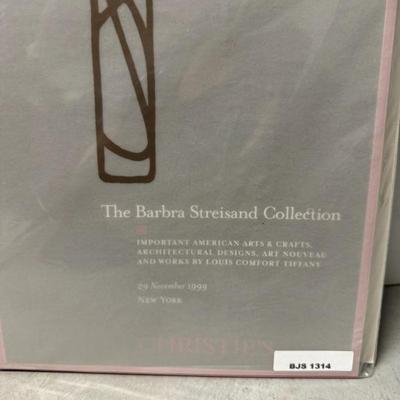 The Barbra Streisand Collection
IMPORTANT AMERICAN ARTS & CRAFTS,
ARCHITECTURAL DESIGNS, ART NOUVEAU
AND WORKS BY LOUIS COMFORT TIFFANY
29 November 1999
NEW YORK
CHRISTIE'S
BJS 1314